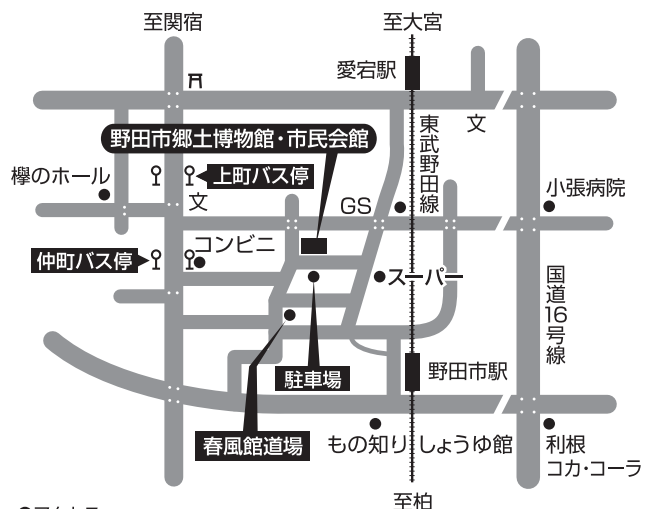 至関宿
至大宮
愛宕駅
野田市郷土博物館・市民会館
東武野田線
文
欅のホール
上町バス停
文
GS
小張病院
仲町バス停
コンビニ
スーパー
国道16号線
駐車場
野田市駅
春風館道場
もの知りしょうゆ館
利根
コカ・コーラ
至柏